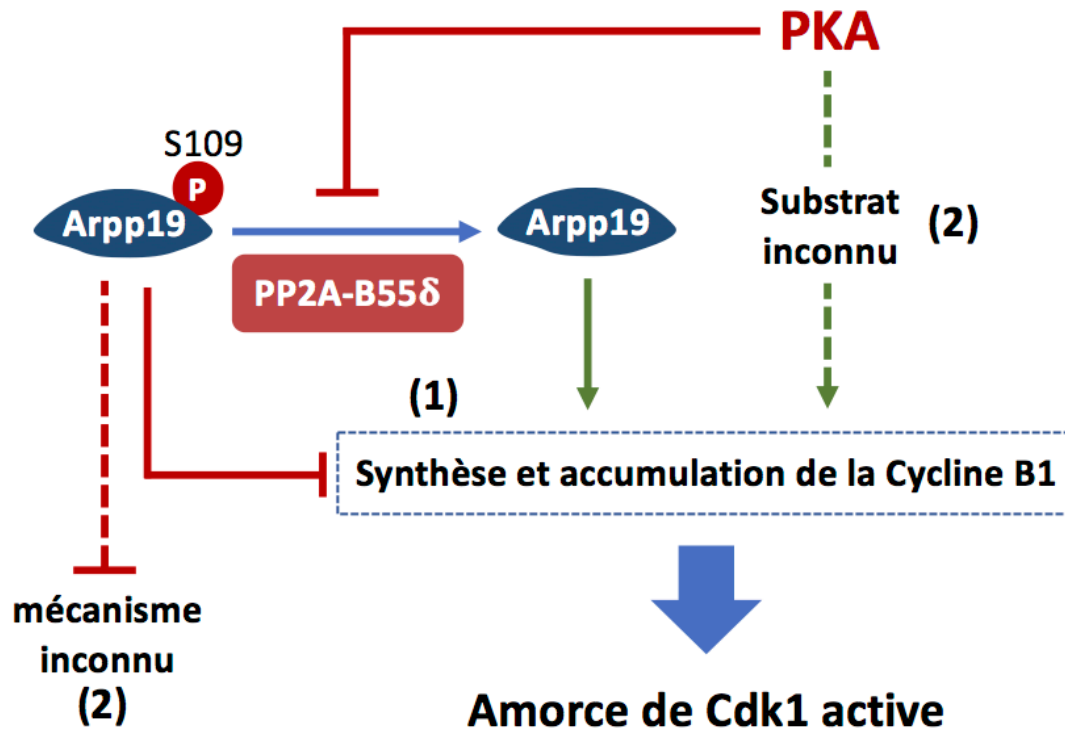 PKA
S109
P
Arpp19
Arpp19
Substrat
inconnu
(2)
PP2A-B55δ
(1)
Synthèse et accumulation de la Cycline B1
mécanisme
inconnu
(2)
Amorce de Cdk1 active